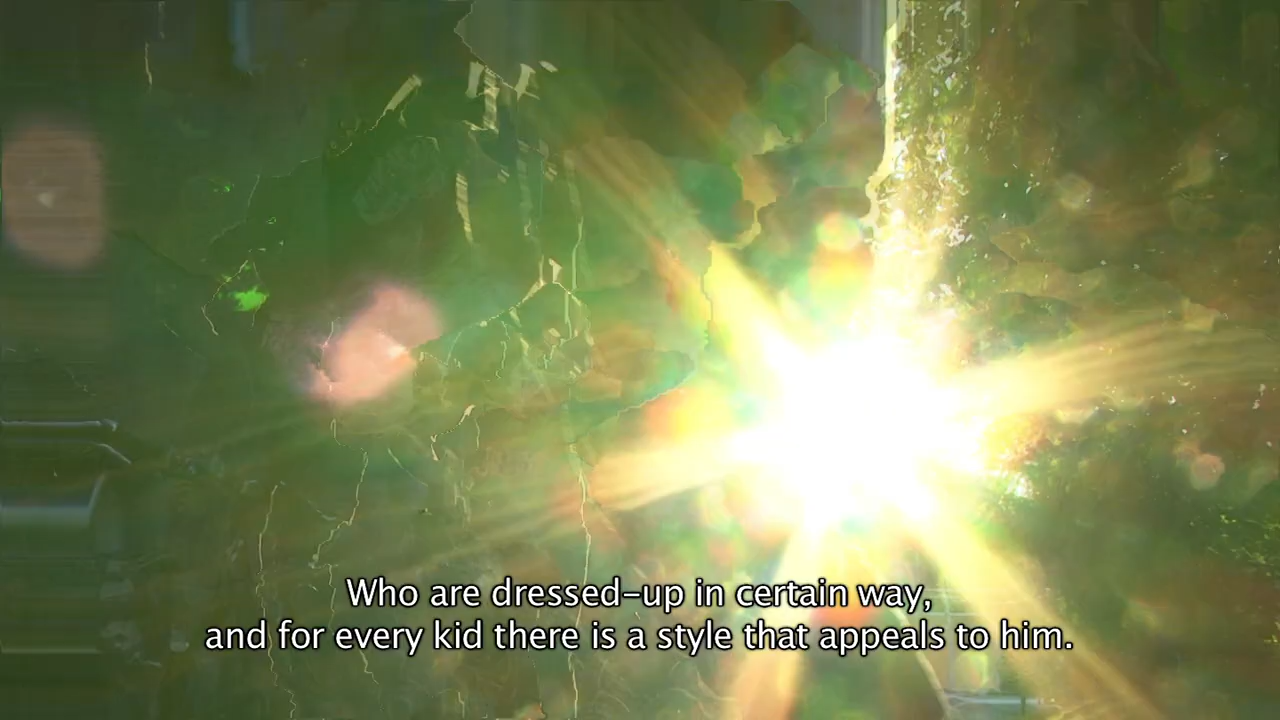 Who are dressed-up in certain way,
and for every kid there is a style that appeals to him.